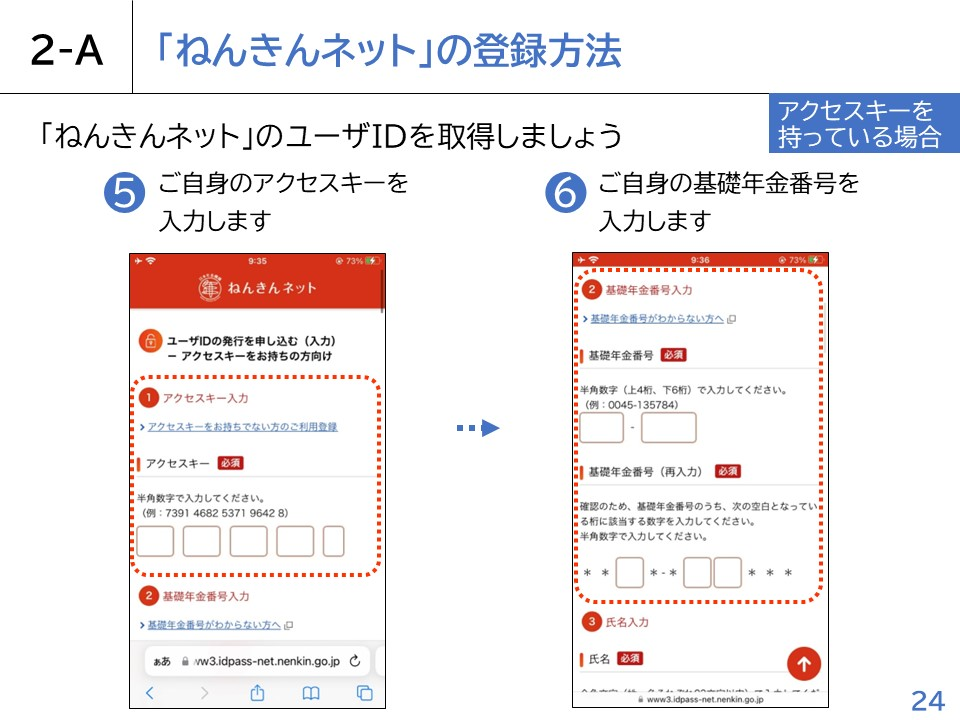 2-A
「ねんきんネット」の登録方法
アクセスキーを
持っている場合
「ねんきんネット」のユーザIDを取得しましょう
5
ご自身のアクセスキーを
入力します
9:35
73%
ねんきんネット
ユーザIDの発行を申し込む（入力）
－ アクセスキーをお持ちの方向け
1 アクセスキー入力
アクセスキーをお持ちでない方のご利用登録
アクセスキー 必須
半角数字で入力してください。
（例：7391 4682 5371 9642 8）
2 基礎年金番号入力
基礎年金番号がわからない方へ
ぁあ ww3.idpass-net.nenkin.go.jp
6
ご自身の基礎年金番号を
入力します
9:36
73%
2 基礎年金番号入力
基礎年金番号がわからない方へ
基礎年金番号 必須
半角数字（上4桁、下6桁）で入力してください。
（例：0045-135784）
-
基礎年金番号（再入力） 必須
確認のため、基礎年金番号のうち、次の空白となってい
る桁に該当する数字を入力してください。
半角数字で入力してください。
* * * - * * * *
3 氏名入力
氏名 必須
www3.idpass-net.nenkin.go.jp
24